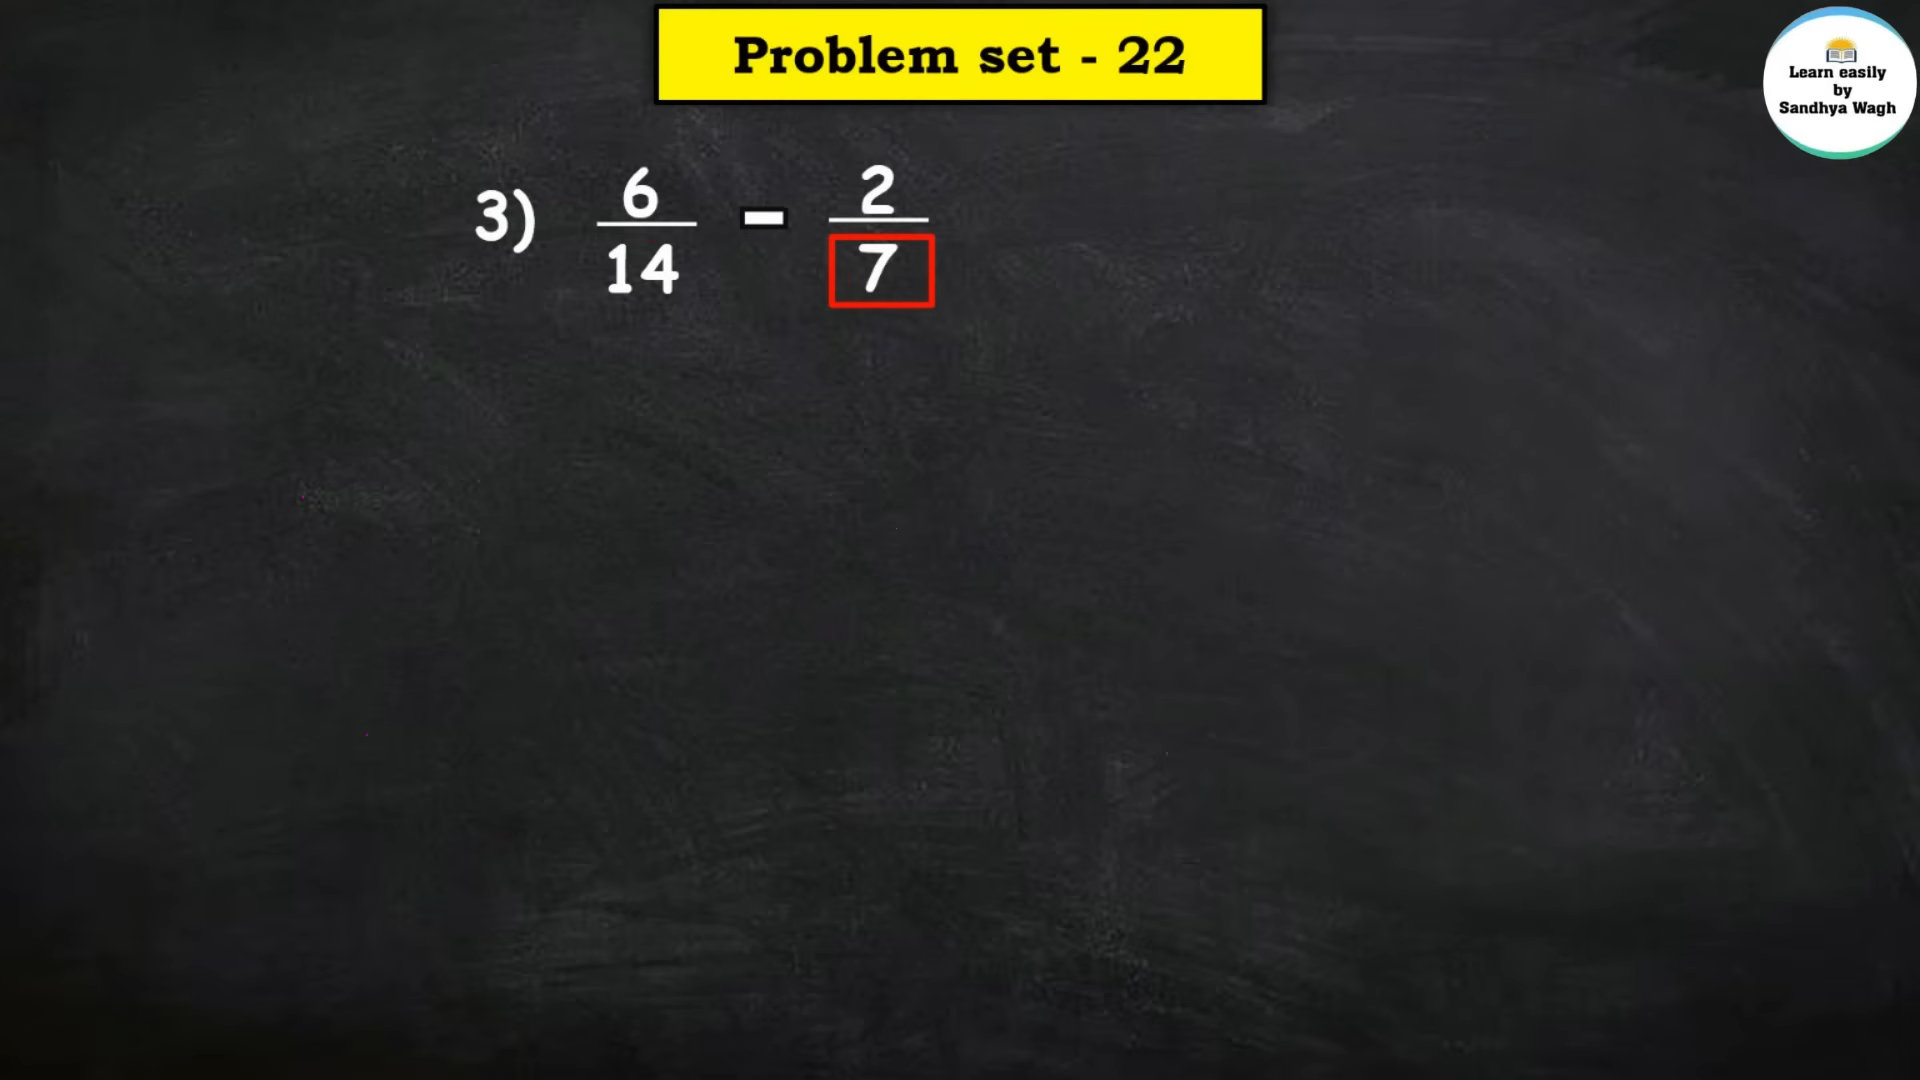 Problem set - 22
Learn easily
by
Sandhya Wagh
3) 6/14 - 2/7